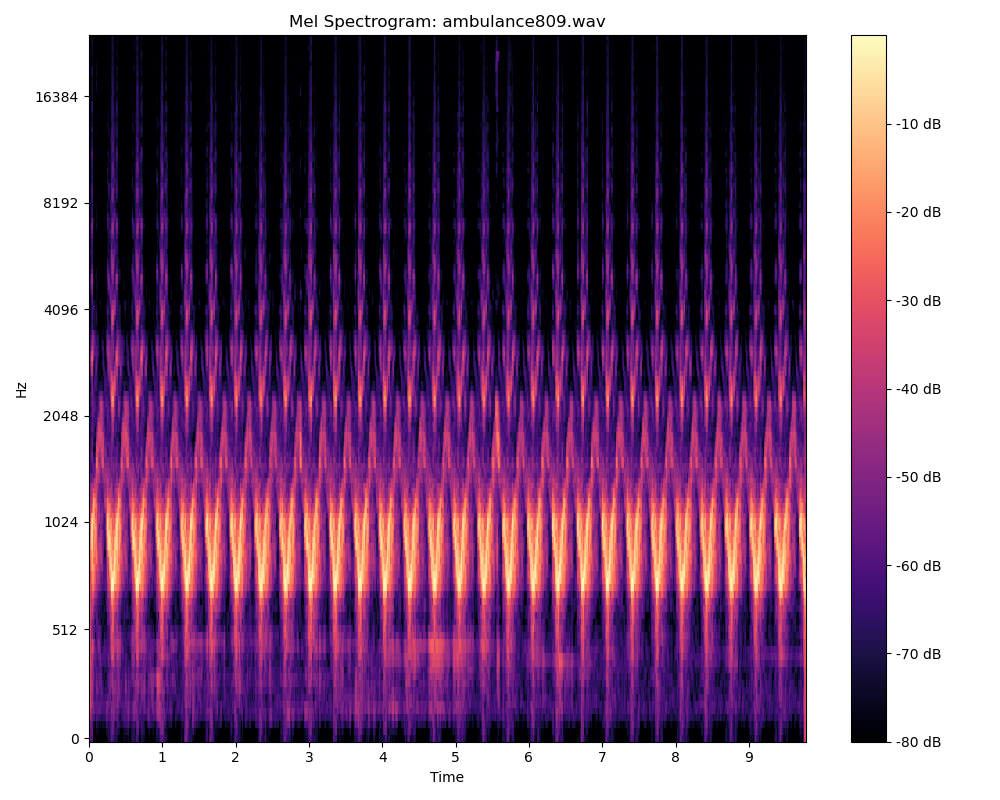 Mel Spectrogram: ambulance809.wav
Hz
16384
8192
4096
2048
1024
512
0
0 1 2 3 4 5 6 7 8 9
Time
-10 dB
-20 dB
-30 dB
-40 dB
-50 dB
-60 dB
-70 dB
-80 dB